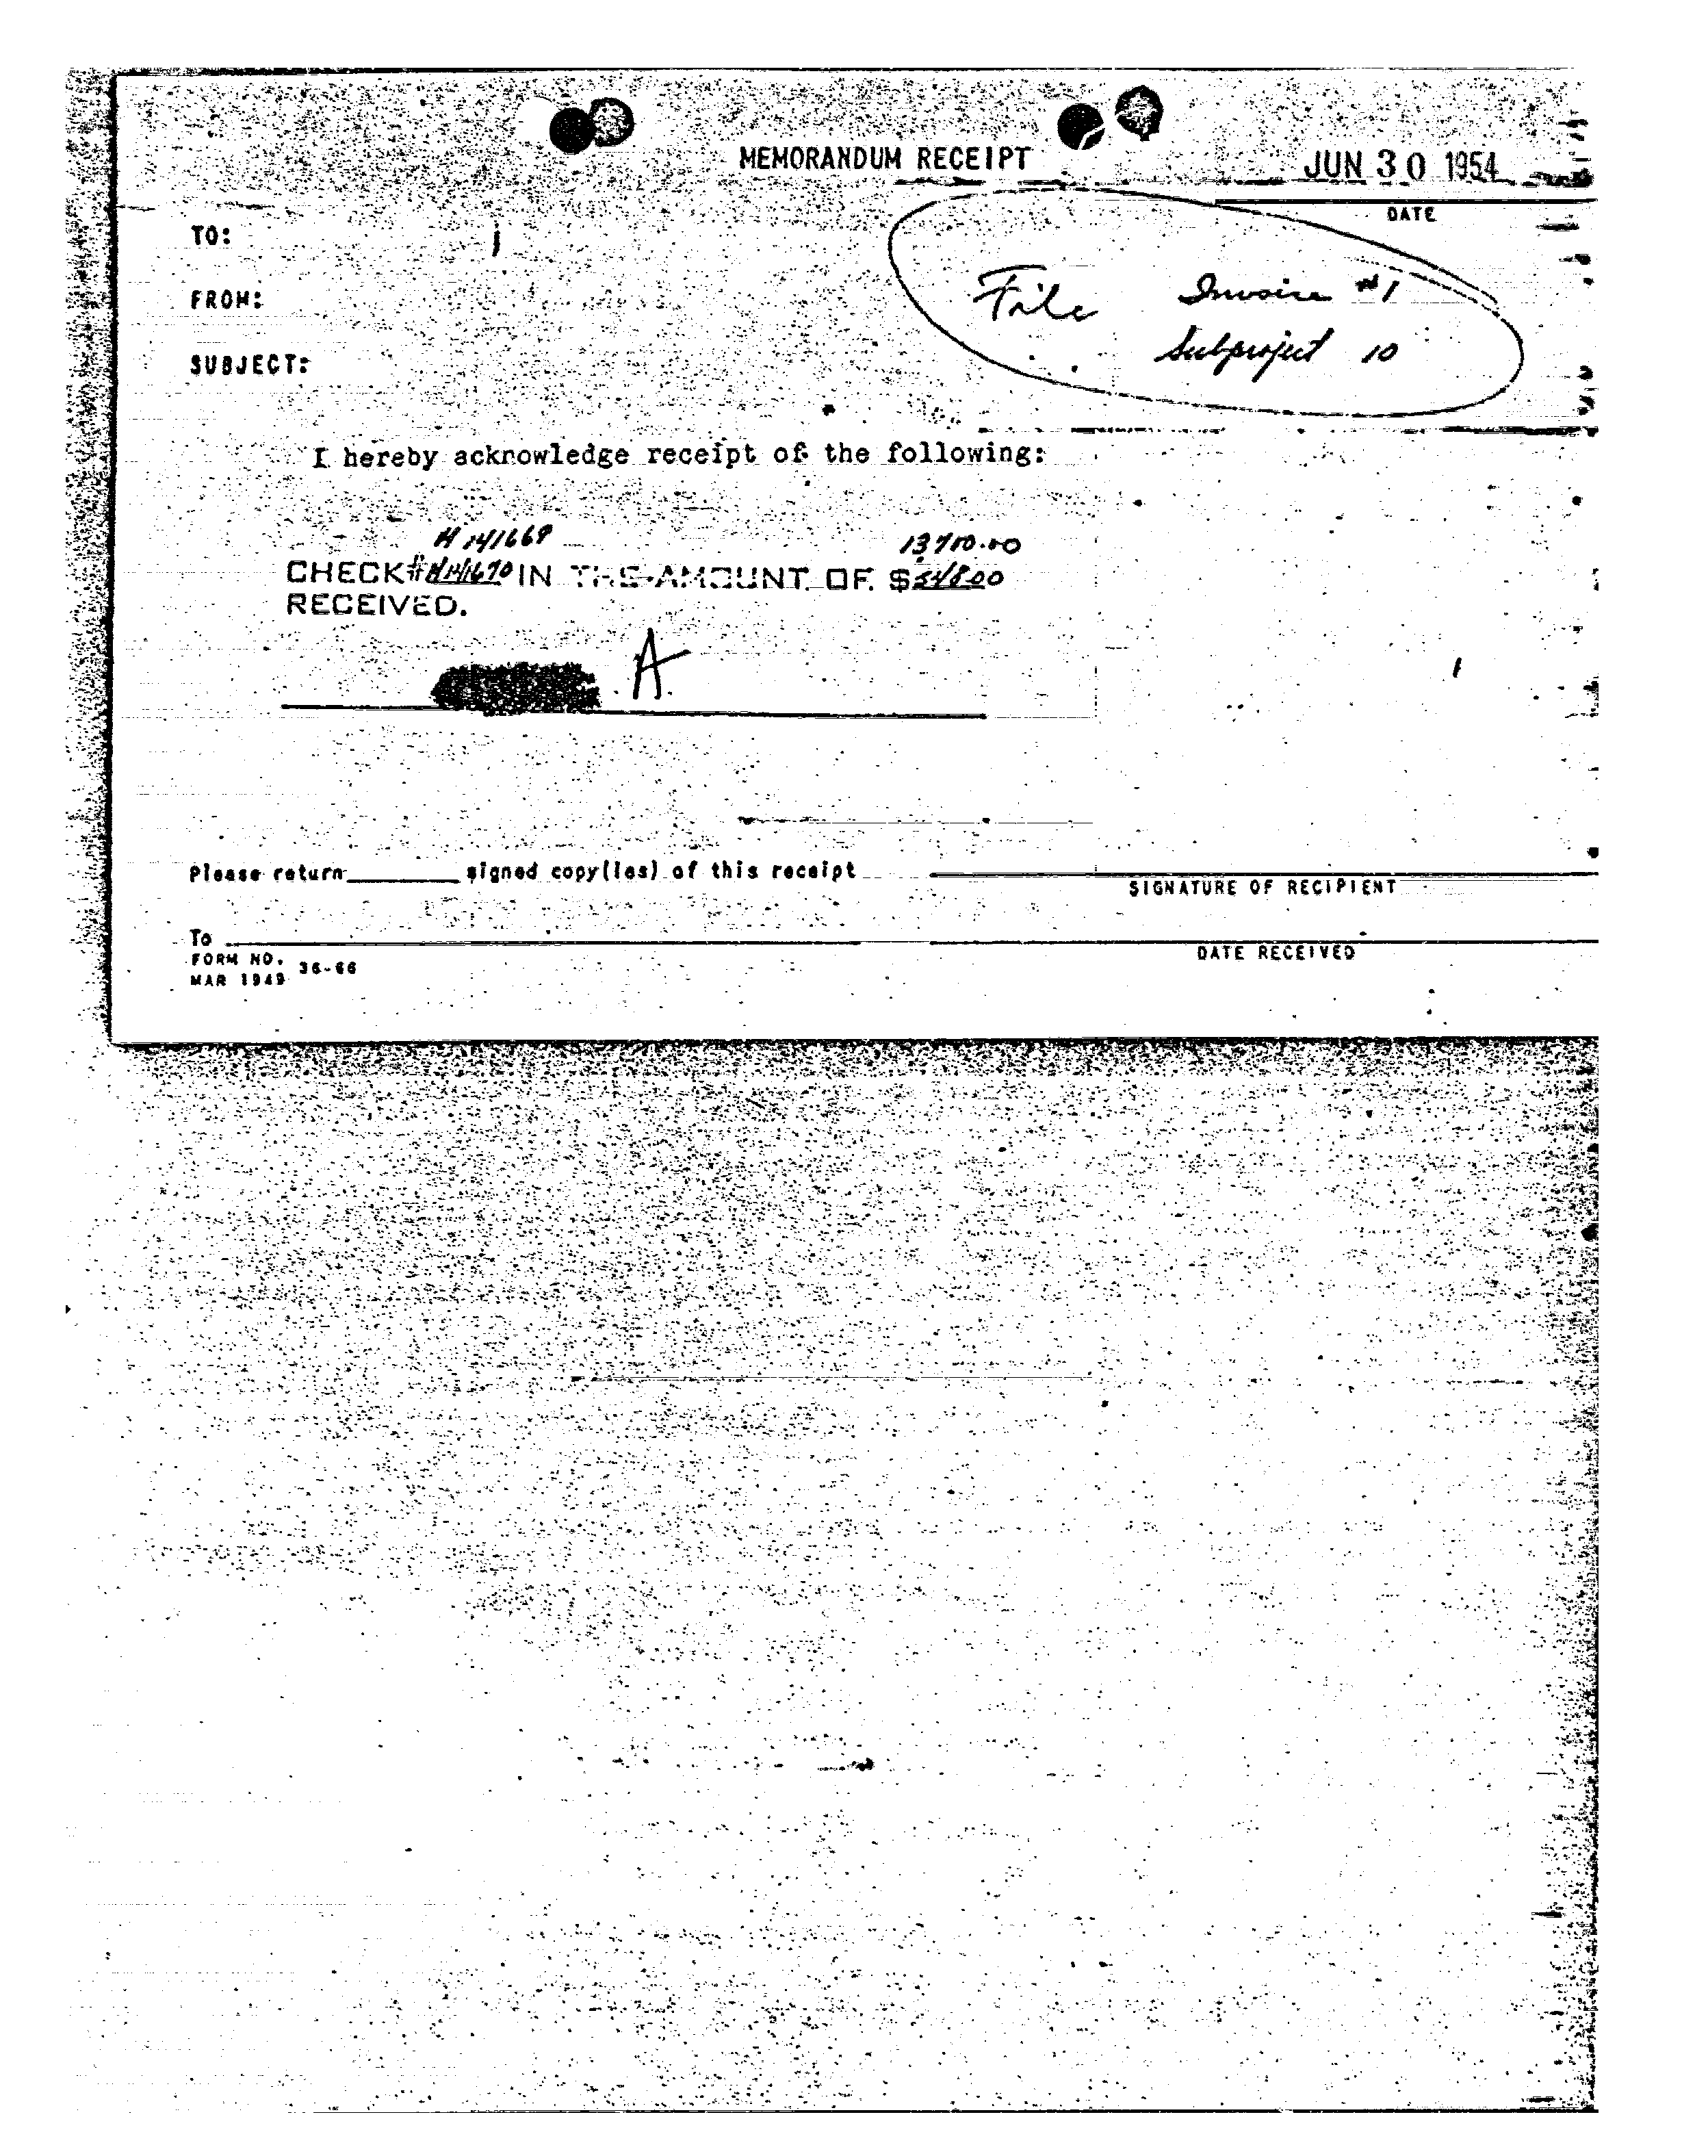 MEMORANDUM RECEIPT
JUN 30 1954
DATE
TO:
FROM:
SUBJECT:
File Invoice #1
Subproject 10
I hereby acknowledge receipt of the following:
H 141669 13710.00
CHECK# H141670 IN THE AMOUNT OF $ 548.00
RECEIVED.
A
Please return signed copy(ies) of this receipt
SIGNATURE OF RECIPIENT
To
DATE RECEIVED
FORM NO. 36-66
MAR 1949